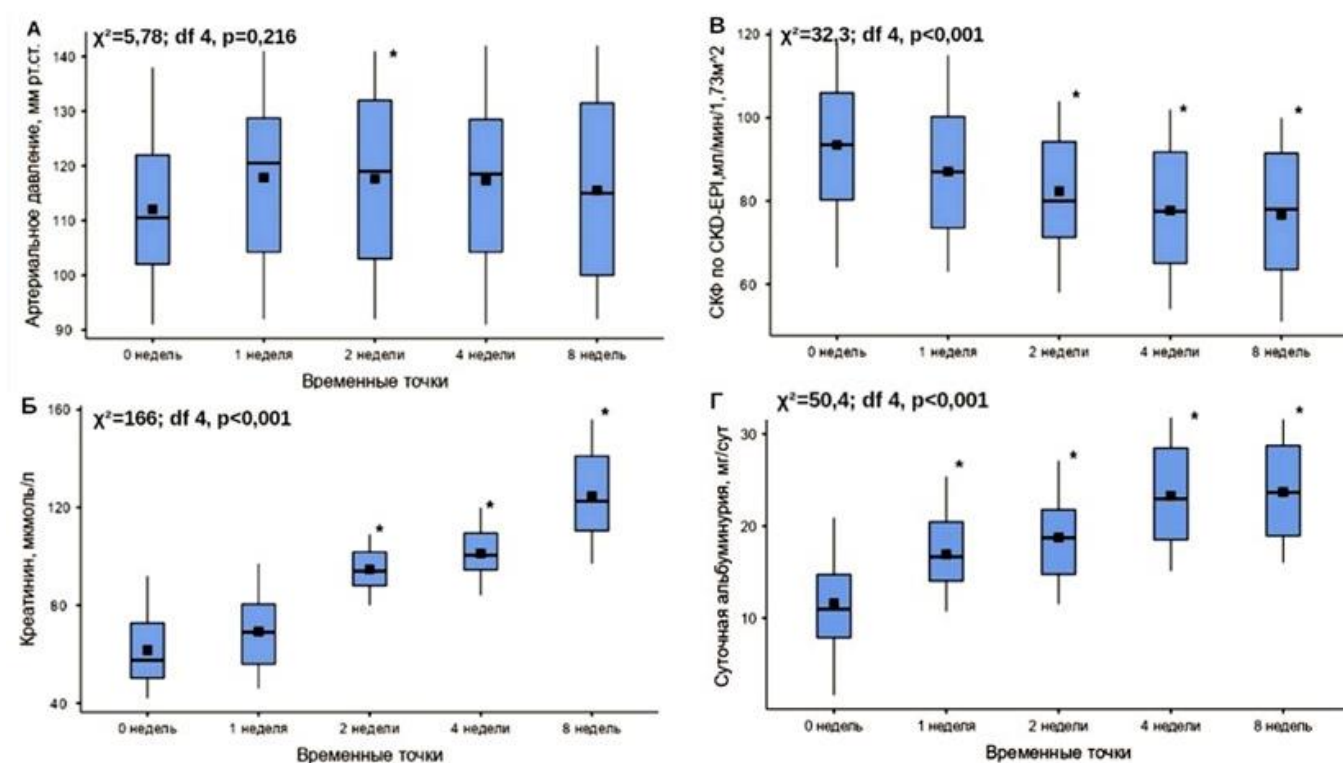 А
χ²=5,78; df 4, p=0,216
Артериальное давление, мм рт.ст.
140
130
120
110
100
90
*
0 недель
1 неделя
2 недели
4 недели
8 недель
Временные точки
В
χ²=32,3; df 4, p<0,001
СКФ по CKD-EPI,мл/мин/1,73м^2
120
100
80
60
*
*
*
0 недель
1 неделя
2 недели
4 недели
8 недель
Б
χ²=166; df 4, p<0,001
Креатинин, мкмоль/л
160
120
80
40
*
*
*
0 недель
1 неделя
2 недели
4 недели
8 недель
Временные точки
Г
χ²=50,4; df 4, p<0,001
Суточная альбуминурия, мг/сут
30
20
10
*
*
*
*
0 недель
1 неделя
2 недели
4 недели
8 недель
Временные точки